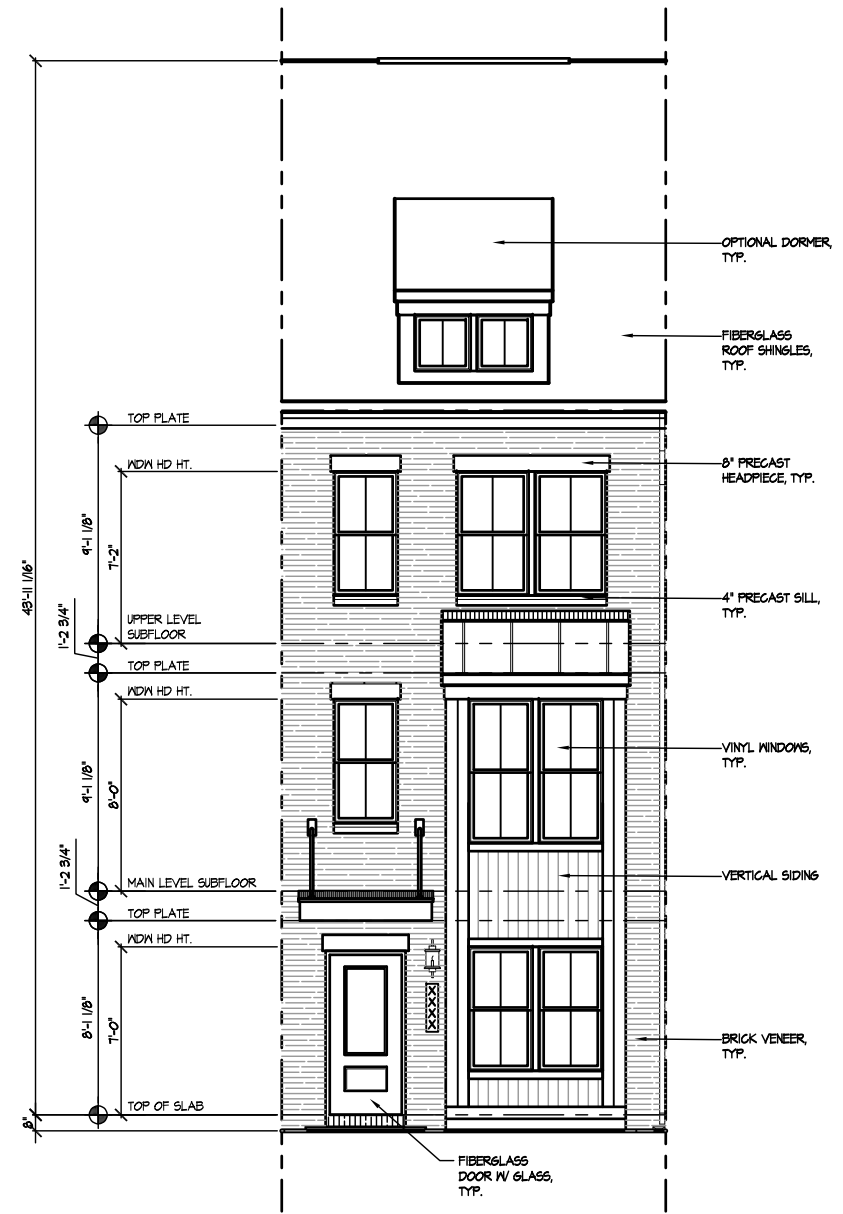 OPTIONAL DORMER,
TYP.
FIBERGLASS
ROOF SHINGLES,
TYP.
TOP PLATE
WDW HD HT.
8" PRECAST
HEADPIECE, TYP.
9'-1 1/8"
7'-2"
43'-11 1/16"
4" PRECAST SILL,
TYP.
1'-2 3/4"
UPPER LEVEL
SUBFLOOR
TOP PLATE
WDW HD HT.
VINYL WINDOWS,
TYP.
9'-1 1/8"
8'-0"
1'-2 3/4"
MAIN LEVEL SUBFLOOR
VERTICAL SIDING
TOP PLATE
WDW HD HT.
XXXX
8'-1 1/8"
7'-0"
BRICK VENEER,
TYP.
TOP OF SLAB
8"
FIBERGLASS
DOOR W/ GLASS,
TYP.